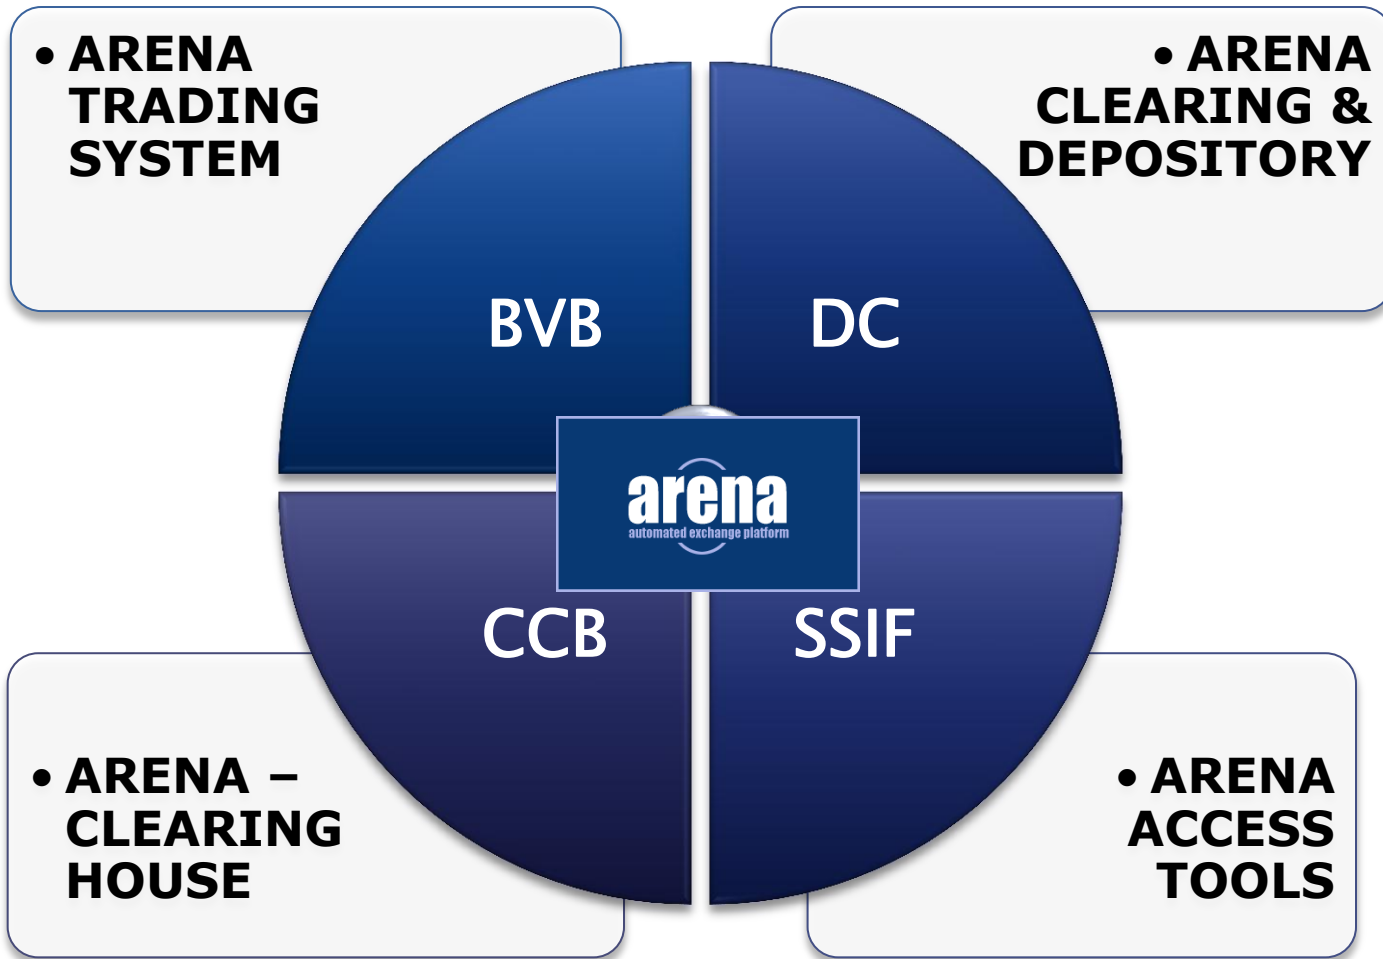 • ARENA
TRADING
SYSTEM
• ARENA
CLEARING &
DEPOSITORY
BVB
DC
arena
automated exchange platform
CCB
SSIF
• ARENA –
CLEARING
HOUSE
• ARENA
ACCESS
TOOLS